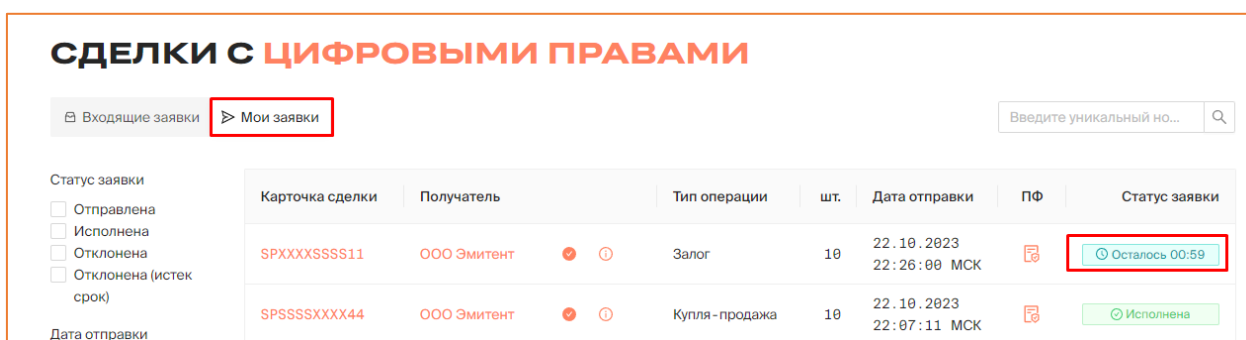 СДЕЛКИ С ЦИФРОВЫМИ ПРАВАМИ
Входящие заявки Мои заявки Введите уникальный но...
Статус заявки
Отправлена
Исполнена
Отклонена
Отклонена (истек
срок)
Дата отправки
Карточка сделки Получатель Тип операции шт. Дата отправки ПФ Статус заявки
SPXXXXSSSS11 ООО Эмитент Залог 10 22.10.2023
22:26:00 МСК Осталось 00:59
SPSSSSXXXX44 ООО Эмитент Купля-продажа 10 22.10.2023
22:07:11 МСК Исполнена